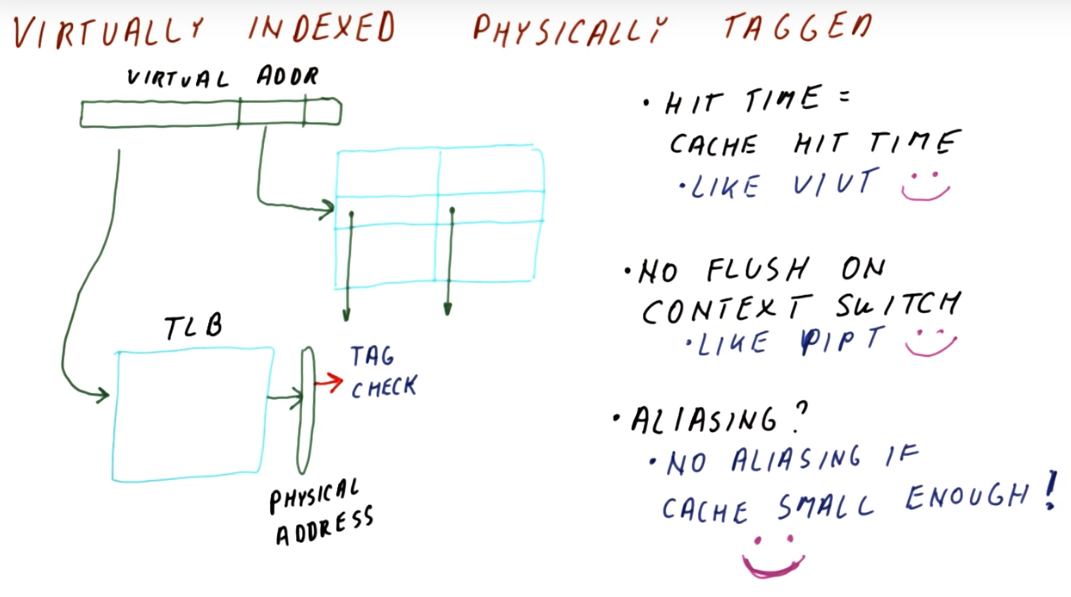 VIRTUALLY INDEXED PHYSICALLY TAGGED
VIRTUAL ADDR
TLB
TAG
CHECK
PHYSICAL
ADDRESS
• HIT TIME =
CACHE HIT TIME
• LIKE VIVT
• NO FLUSH ON
CONTEXT SWITCH
• LIKE PIPT
• ALIASING?
• NO ALIASING IF
CACHE SMALL ENOUGH!